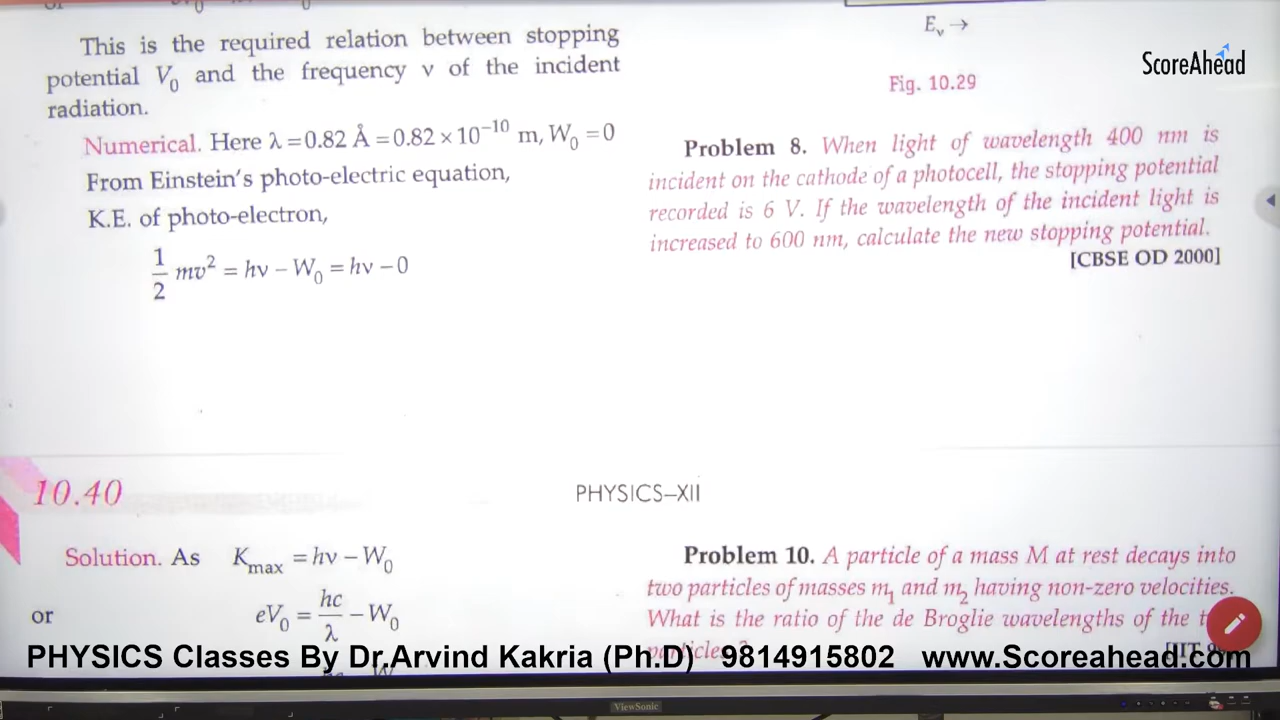 This is the required relation between stopping
potential V₀ and the frequency ν of the incident
radiation.
Numerical. Here λ = 0.82 Å = 0.82 × 10⁻¹⁰ m, W₀ = 0
From Einstein's photo-electric equation,
K.E. of photo-electron,
1/2 mv² = hν − W₀ = hν − 0
Eᵥ →
Fig. 10.29
ScoreAhead
Problem 8. When light of wavelength 400 nm is
incident on the cathode of a photocell, the stopping potential
recorded is 6 V. If the wavelength of the incident light is
increased to 600 nm, calculate the new stopping potential.
[CBSE OD 2000]
10.40
PHYSICS–XII
Solution. As Kmax = hν − W₀
or eV₀ = hc/λ − W₀
Problem 10. A particle of a mass M at rest decays into
two particles of masses m₁ and m₂ having non-zero velocities.
What is the ratio of the de Broglie wavelengths of the
PHYSICS Classes By Dr.Arvind Kakria (Ph.D) 9814915802 www.Scoreahead.com
ViewSonic